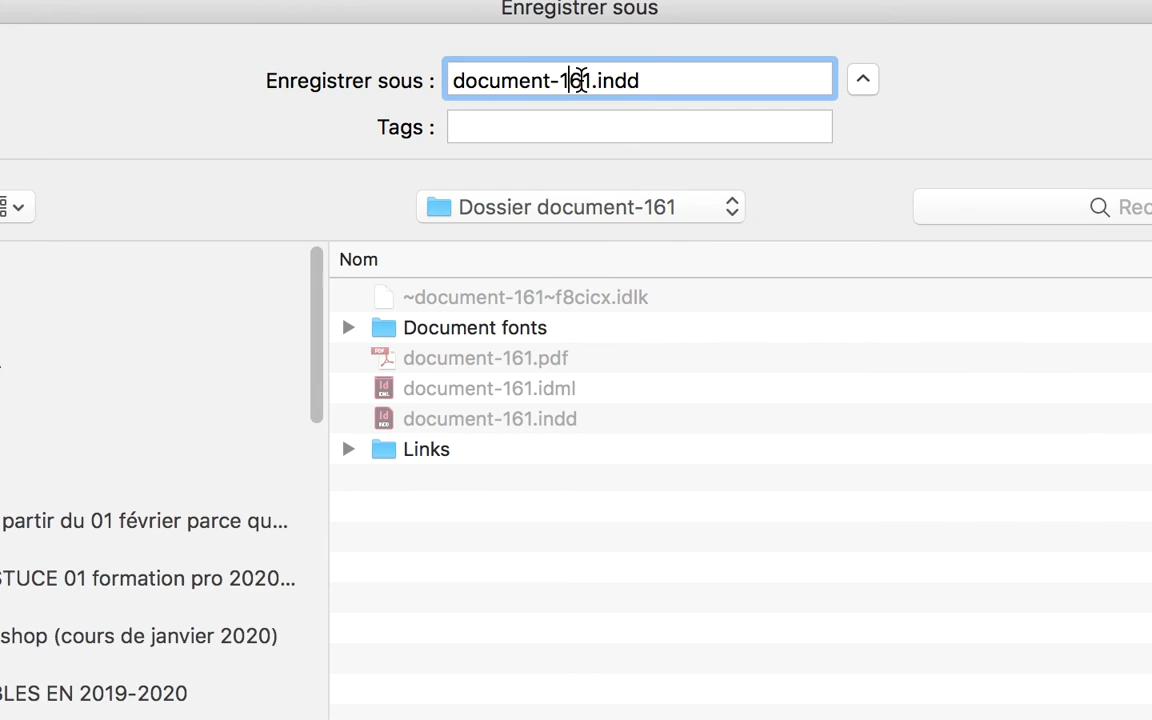 Enregistrer sous
Enregistrer sous : document-161.indd
Tags :
Dossier document-161
Rec
Nom
~document-161~f8cicx.idlk
Document fonts
document-161.pdf
document-161.idml
document-161.indd
Links
partir du 01 février parce qu...
STUCE 01 formation pro 2020...
shop (cours de janvier 2020)
BLES EN 2019-2020